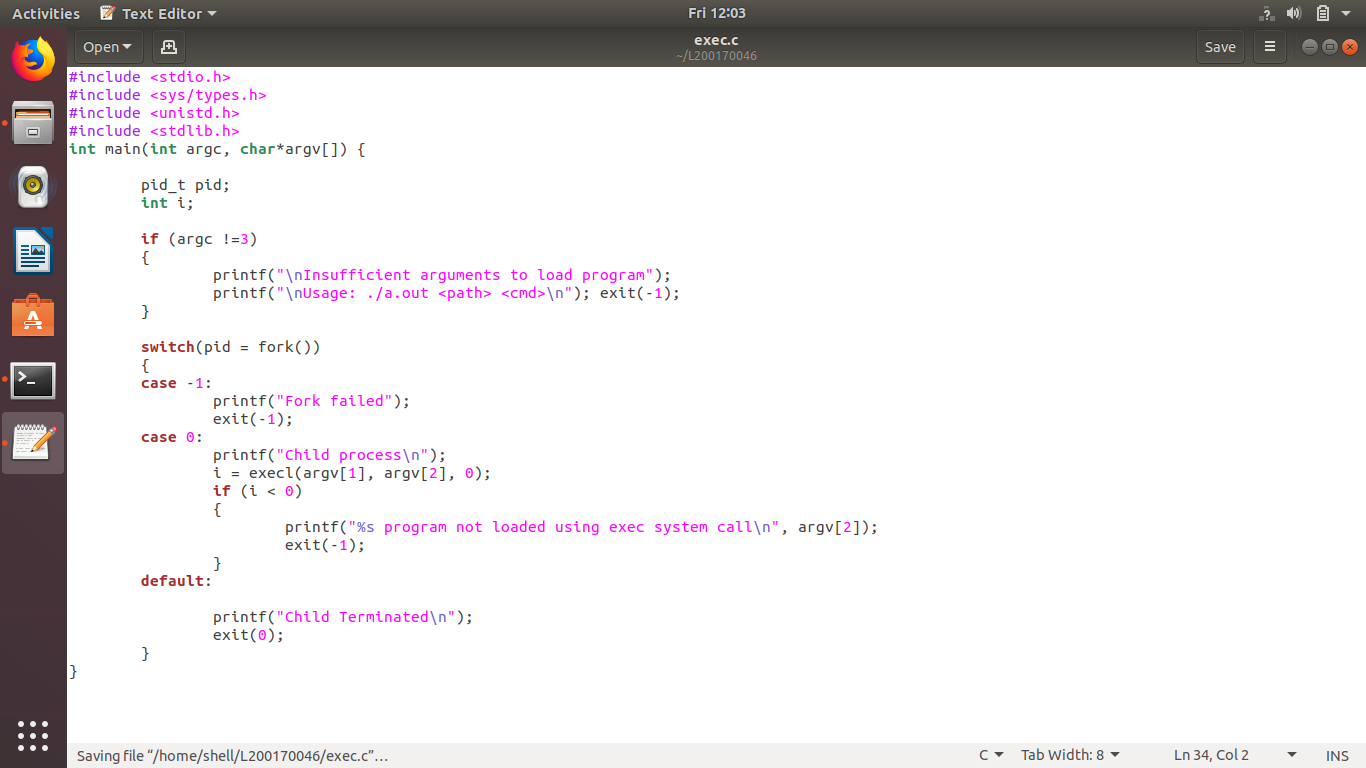 Activities Text Editor Fri 12:03
Open exec.c Save
~/L200170046
#include <stdio.h>
#include <sys/types.h>
#include <unistd.h>
#include <stdlib.h>
int main(int argc, char*argv[]) {
pid_t pid;
int i;
if (argc !=3)
{
printf("\nInsufficient arguments to load program");
printf("\nUsage: ./a.out <path> <cmd>\n"); exit(-1);
}
switch(pid = fork())
{
case -1:
printf("Fork failed");
exit(-1);
case 0:
printf("Child process\n");
i = execl(argv[1], argv[2], 0);
if (i < 0)
{
printf("%s program not loaded using exec system call\n", argv[2]);
exit(-1);
}
default:
printf("Child Terminated\n");
exit(0);
}
}
Saving file “/home/shell/L200170046/exec.c”… C Tab Width: 8 Ln 34, Col 2 INS